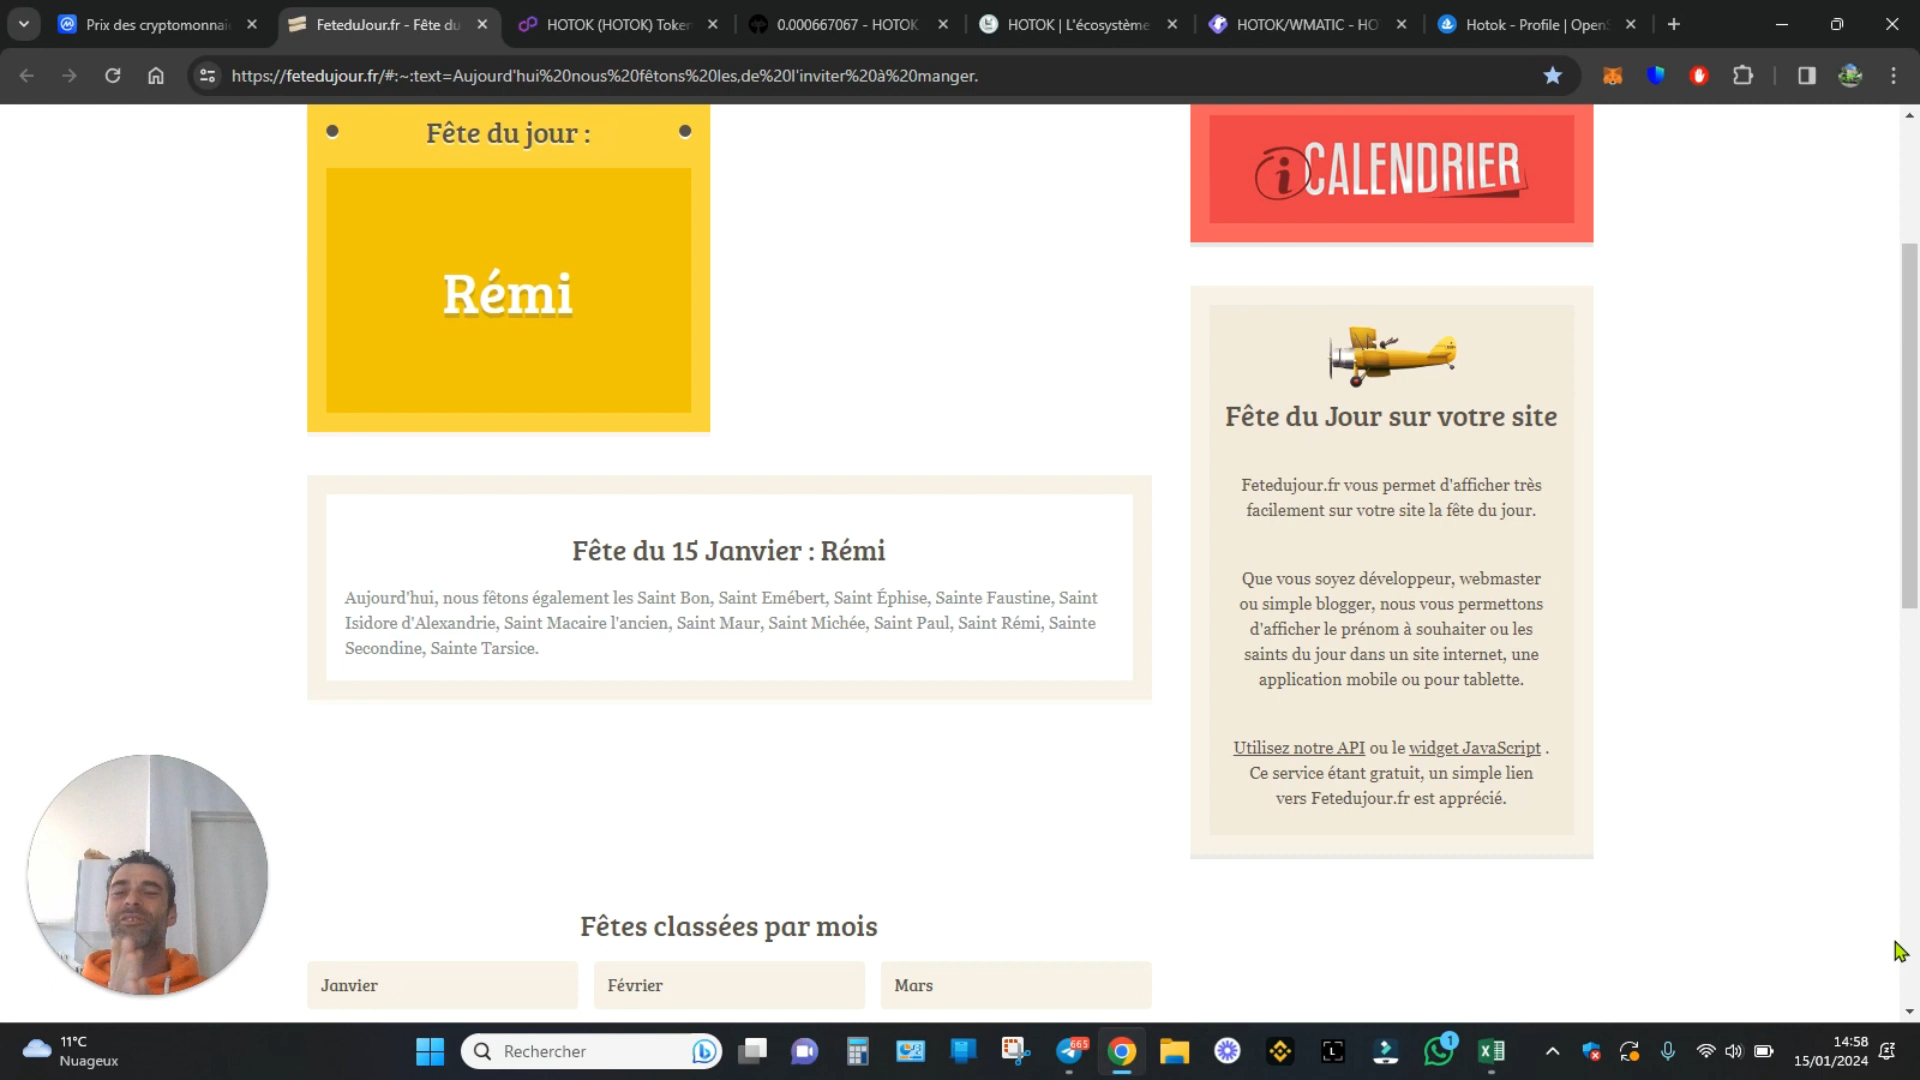 Prix des cryptomonnai
FeteduJour.fr - Fête du
HOTOK (HOTOK) Token
0.000667067 - HOTOK
HOTOK | L'écosystème
HOTOK/WMATIC - HO
Hotok - Profile | OpenS
https://fetedujour.fr/#:~:text=Aujourd'hui%20nous%20fêtons%20les,de%20l'inviter%20à%20manger.
Fête du jour :
Rémi
iCALENDRIER
Fête du Jour sur votre site
Fetedujour.fr vous permet d'afficher très
facilement sur votre site la fête du jour.
Que vous soyez développeur, webmaster
ou simple blogger, nous vous permettons
d'afficher le prénom à souhaiter ou les
saints du jour dans un site internet, une
application mobile ou pour tablette.
Utilisez notre API ou le widget JavaScript .
Ce service étant gratuit, un simple lien
vers Fetedujour.fr est apprécié.
Fête du 15 Janvier : Rémi
Aujourd'hui, nous fêtons également les Saint Bon, Saint Emébert, Saint Éphise, Sainte Faustine, Saint
Isidore d'Alexandrie, Saint Macaire l'ancien, Saint Maur, Saint Michée, Saint Paul, Saint Rémi, Sainte
Secondine, Sainte Tarsice.
Fêtes classées par mois
Janvier
Février
Mars
11°C
Nuageux
Rechercher
665
1
14:58
15/01/2024